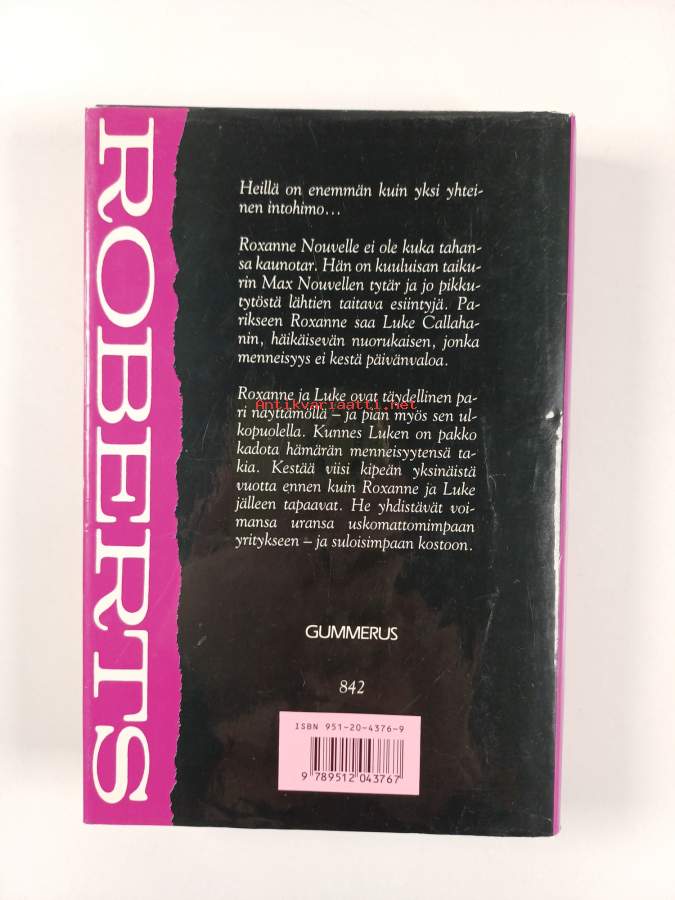 ROBERTS
Heillä on enemmän kuin yksi yhtei-
nen intohimo...
Roxanne Nouvelle ei ole kuka tahan-
sa kaunotar. Hän on kuuluisan taiku-
rin Max Nouvellen tytär ja jo pikku-
tytöstä lähtien taitava esiintyjä. Pa-
rikseen Roxanne saa Luke Callaha-
nin, häikäisevän nuorukaisen, jonka
menneisyys ei kestä päivänvaloa.
Roxanne ja Luke ovat täydellinen pa-
Antikvariaatti.net
ri näyttämöllä – ja pian myös sen ul-
kopuolella. Kunnes Luken on pakko
kadota hämärän menneisyytensä ta-
kia. Kestää viisi kipeän yksinäistä
vuotta ennen kuin Roxanne ja Luke
jälleen tapaavat. He yhdistävät voi-
mansa uransa uskomattomimpaan
yritykseen – ja suloisimpaan kostoon.
GUMMERUS
842
ISBN 951-20-4376-9
9 789512 043767